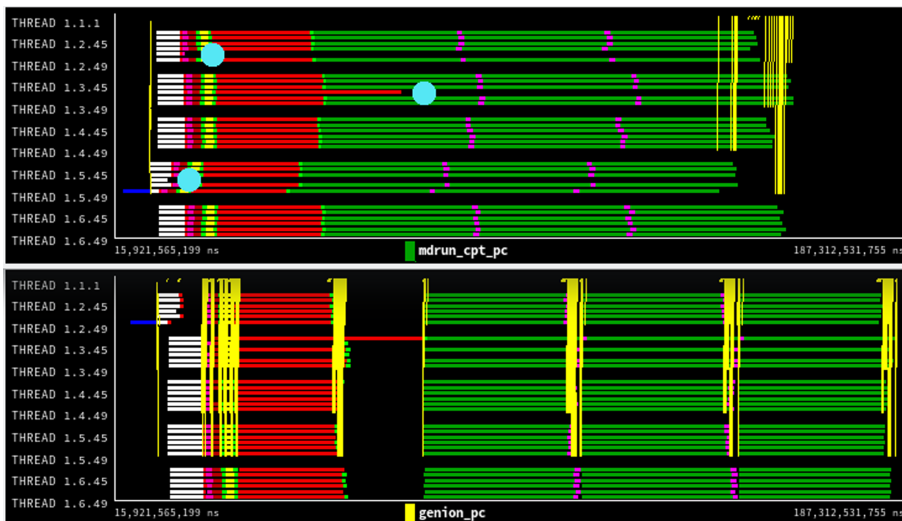 THREAD 1.1.1
THREAD 1.2.45
THREAD 1.2.49
THREAD 1.3.45
THREAD 1.3.49
THREAD 1.4.45
THREAD 1.4.49
THREAD 1.5.45
THREAD 1.5.49
THREAD 1.6.45
THREAD 1.6.49
15,921,565,199 ns
mdrun_cpt_pc
187,312,531,755 ns
THREAD 1.1.1
THREAD 1.2.45
THREAD 1.2.49
THREAD 1.3.45
THREAD 1.3.49
THREAD 1.4.45
THREAD 1.4.49
THREAD 1.5.45
THREAD 1.5.49
THREAD 1.6.45
THREAD 1.6.49
15,921,565,199 ns
genion_pc
187,312,531,755 ns